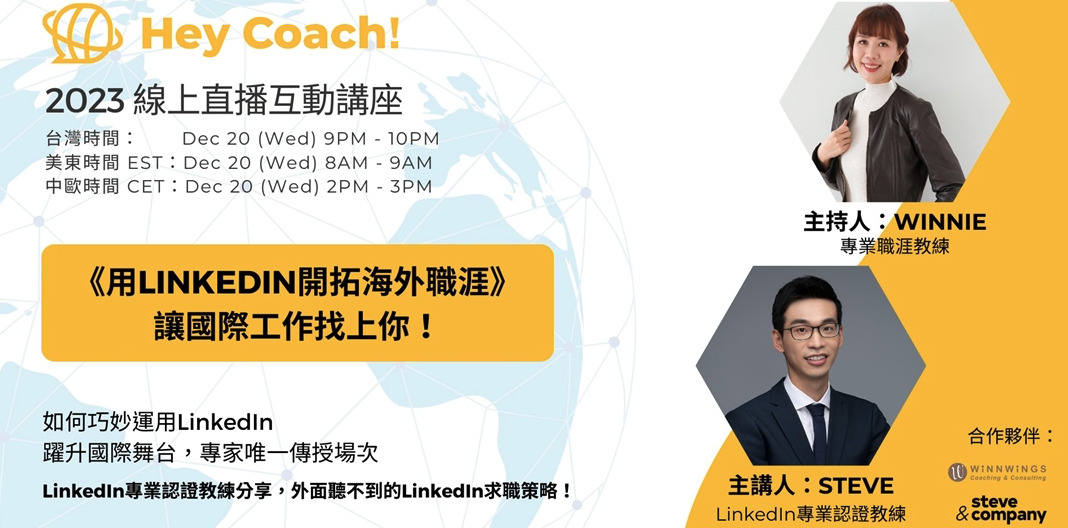 Hey Coach!
2023 線上直播互動講座
台灣時間： Dec 20 (Wed) 9PM - 10PM
美東時間 EST：Dec 20 (Wed) 8AM - 9AM
中歐時間 CET：Dec 20 (Wed) 2PM - 3PM
《用LINKEDIN開拓海外職涯》
讓國際工作找上你！
如何巧妙運用LinkedIn
躍升國際舞台，專家唯一傳授場次
LinkedIn專業認證教練分享，外面聽不到的LinkedIn求職策略！
主持人：WINNIE
專業職涯教練
主講人：STEVE
LinkedIn專業認證教練
合作夥伴：
WINNWINGS
Coaching & Consulting
steve
&company